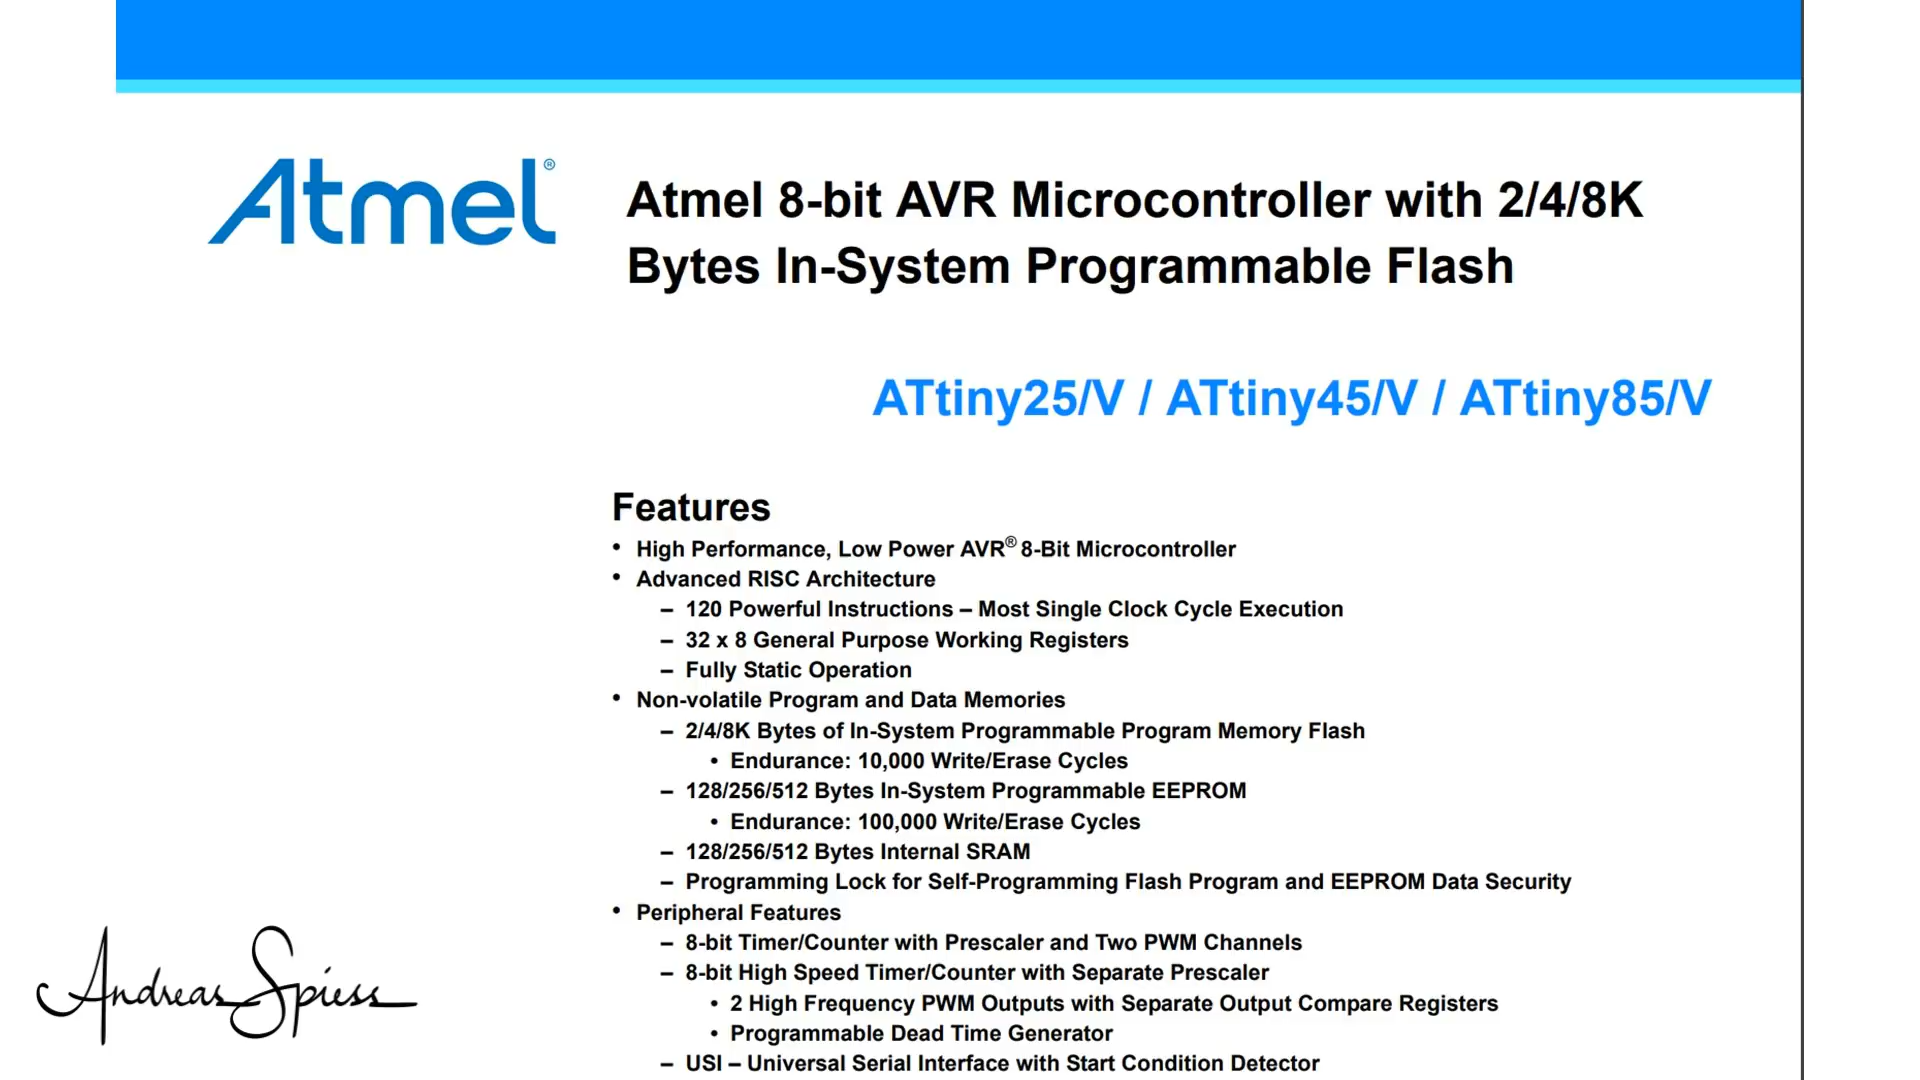 Atmel®
Atmel 8-bit AVR Microcontroller with 2/4/8K
Bytes In-System Programmable Flash
ATtiny25/V / ATtiny45/V / ATtiny85/V
Features
• High Performance, Low Power AVR® 8-Bit Microcontroller
• Advanced RISC Architecture
– 120 Powerful Instructions – Most Single Clock Cycle Execution
– 32 x 8 General Purpose Working Registers
– Fully Static Operation
• Non-volatile Program and Data Memories
– 2/4/8K Bytes of In-System Programmable Program Memory Flash
• Endurance: 10,000 Write/Erase Cycles
– 128/256/512 Bytes In-System Programmable EEPROM
• Endurance: 100,000 Write/Erase Cycles
– 128/256/512 Bytes Internal SRAM
– Programming Lock for Self-Programming Flash Program and EEPROM Data Security
• Peripheral Features
– 8-bit Timer/Counter with Prescaler and Two PWM Channels
– 8-bit High Speed Timer/Counter with Separate Prescaler
• 2 High Frequency PWM Outputs with Separate Output Compare Registers
• Programmable Dead Time Generator
– USI – Universal Serial Interface with Start Condition Detector
Andreas Spiess